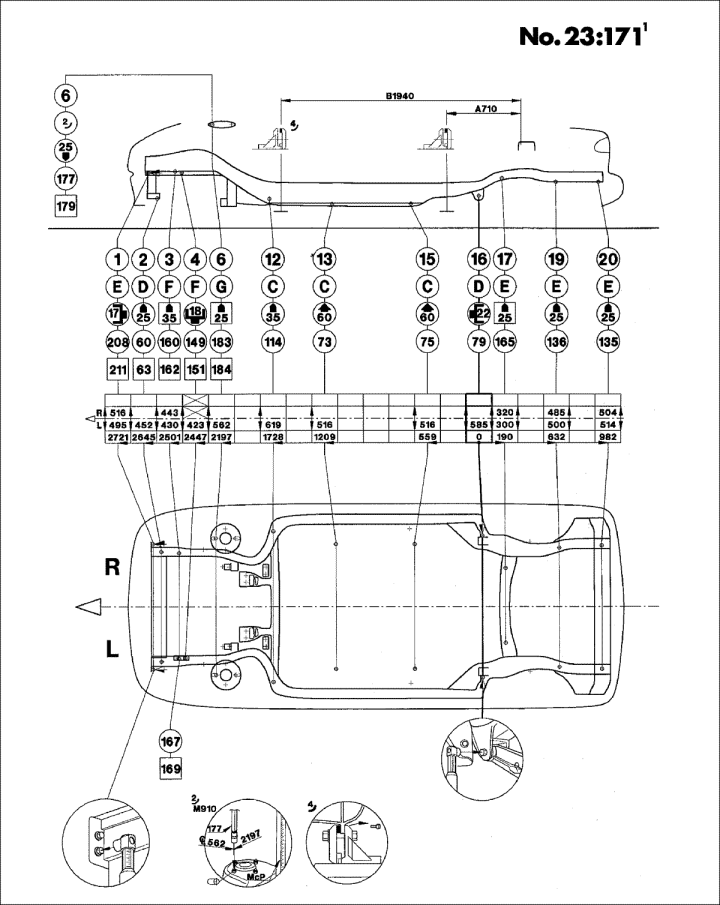 No. 23:171¹
B1940
A710
4
6
2
25
177
179
1 2 3 4 6 12 13 15 16 17 19 20
E D F F G C C C D E E E
17 25 35 18 25 35 60 60 22 25 25 25
208 60 160 149 183 114 73 75 79 165 136 135
211 63 162 151 184
R 516 443 320 485 504
L 495 452 430 423 562 619 516 516 585 300 500 514
2721 2645 2501 2447 2197 1728 1209 559 0 190 632 982
R
L
167
169
2
M910
177
℄ 562
2197
McP
4